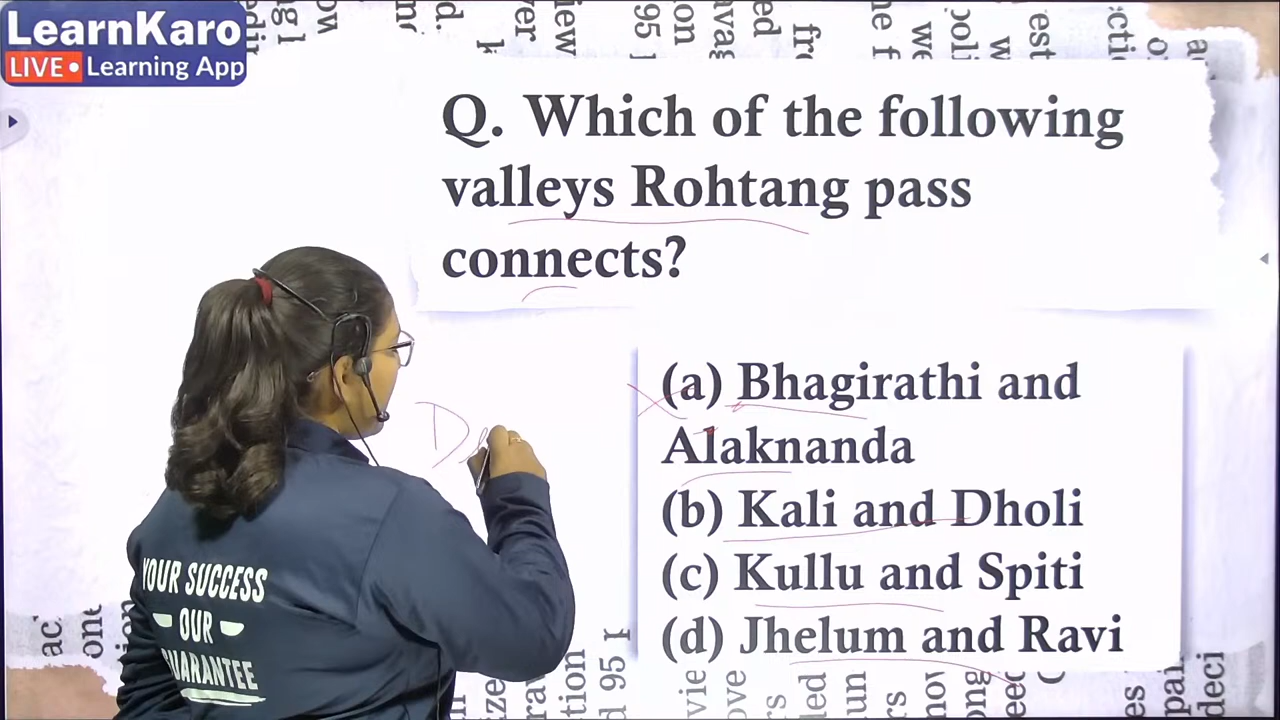 LearnKaro
LIVE • Learning App
Q. Which of the following
valleys Rohtang pass
connects?
(a) Bhagirathi and
Alaknanda
(b) Kali and Dholi
(c) Kullu and Spiti
(d) Jhelum and Ravi
D
YOUR SUCCESS
OUR
GUARANTEE